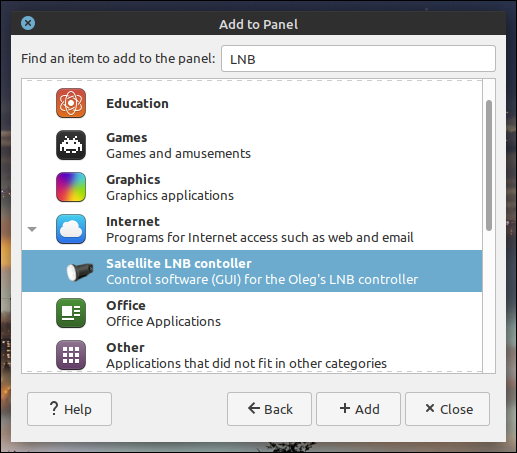 Add to Panel
Find an item to add to the panel: LNB
Education
Games
Games and amusements
Graphics
Graphics applications
Internet
Programs for Internet access such as web and email
Satellite LNB contoller
Control software (GUI) for the Oleg's LNB controller
Office
Office Applications
Other
Applications that did not fit in other categories
? Help
Back
+ Add
Close